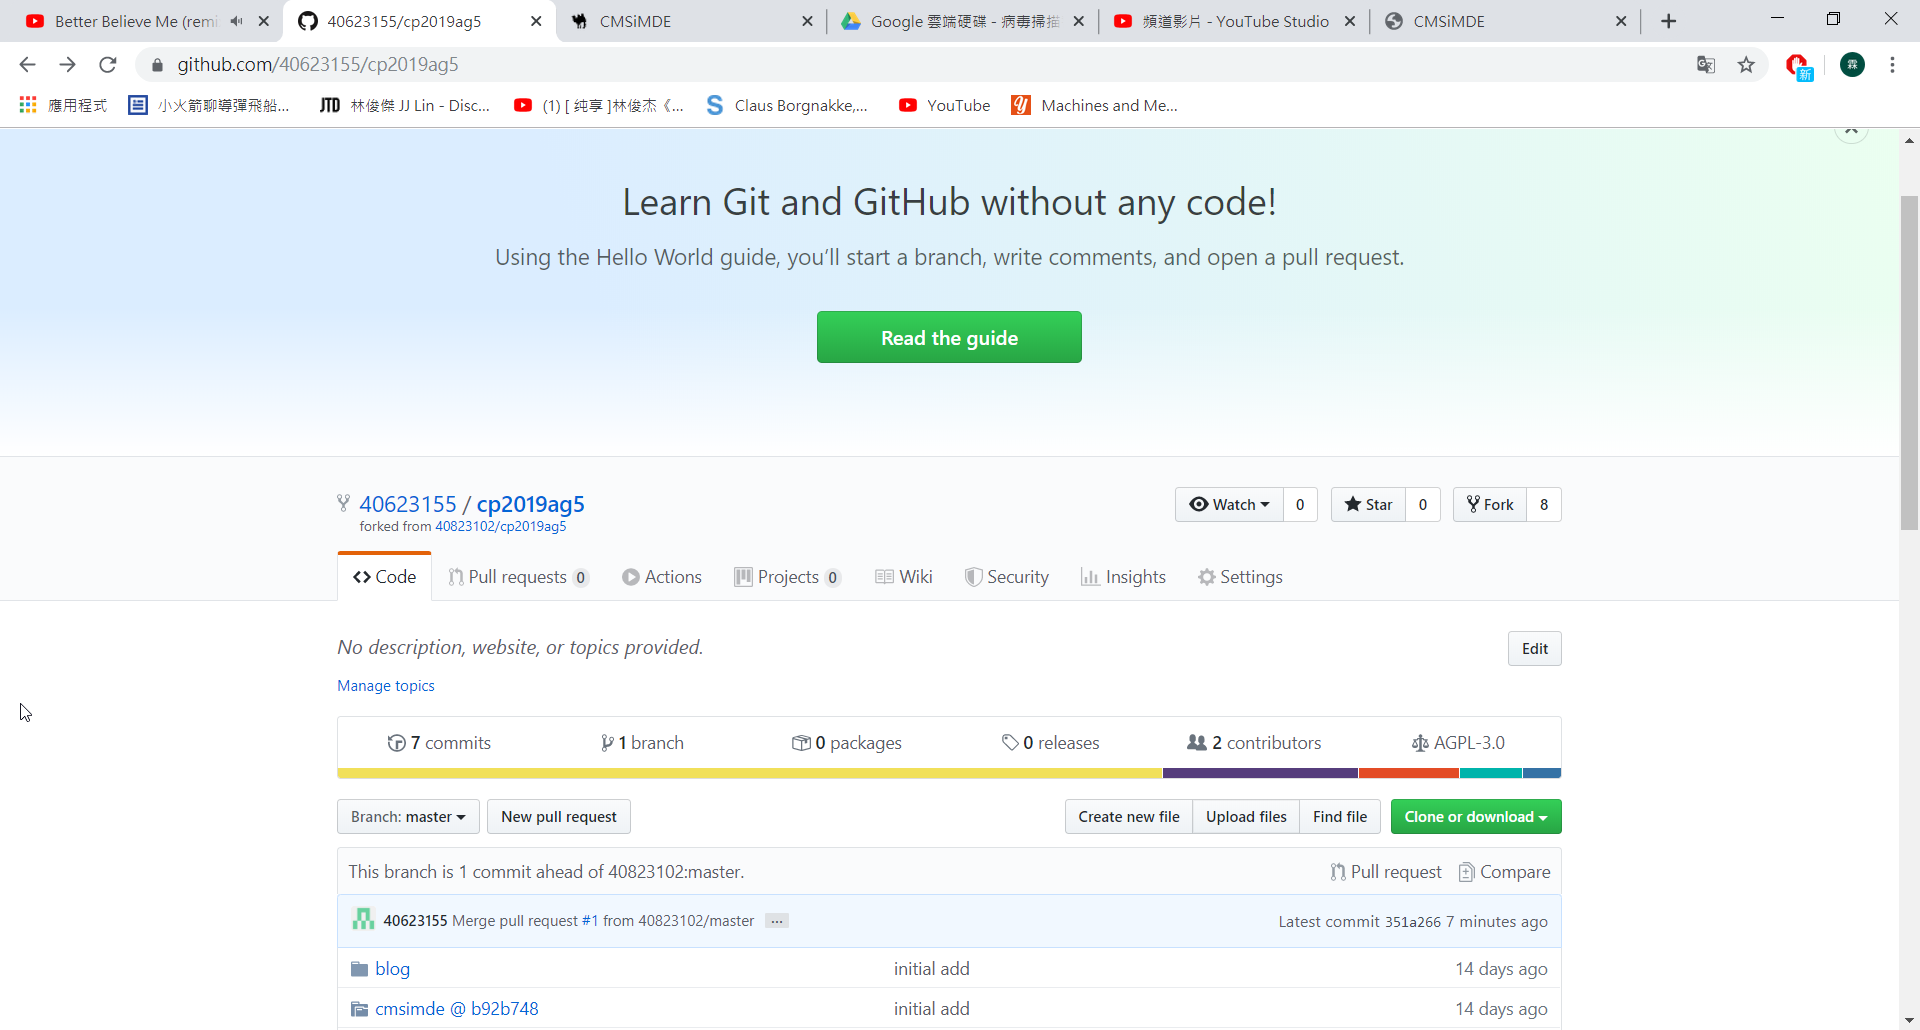 Better Believe Me (remi
40623155/cp2019ag5
CMSiMDE
Google 雲端硬碟 - 病毒掃描
頻道影片 - YouTube Studio
CMSiMDE
github.com/40623155/cp2019ag5
新
霖
應用程式
小火箭聊導彈飛船...
JTD 林俊傑 JJ Lin - Disc...
(1) [ 纯享 ]林俊杰《...
S Claus Borgnakke,...
YouTube
Machines and Me...
Learn Git and GitHub without any code!
Using the Hello World guide, you’ll start a branch, write comments, and open a pull request.
Read the guide
40623155 / cp2019ag5
Watch 0
Star 0
Fork 8
forked from 40823102/cp2019ag5
Code
Pull requests 0
Actions
Projects 0
Wiki
Security
Insights
Settings
No description, website, or topics provided.
Edit
Manage topics
7 commits
1 branch
0 packages
0 releases
2 contributors
AGPL-3.0
Branch: master
New pull request
Create new file
Upload files
Find file
Clone or download
This branch is 1 commit ahead of 40823102:master.
Pull request
Compare
40623155 Merge pull request #1 from 40823102/master ...
Latest commit 351a266 7 minutes ago
blog
initial add
14 days ago
cmsimde @ b92b748
initial add
14 days ago